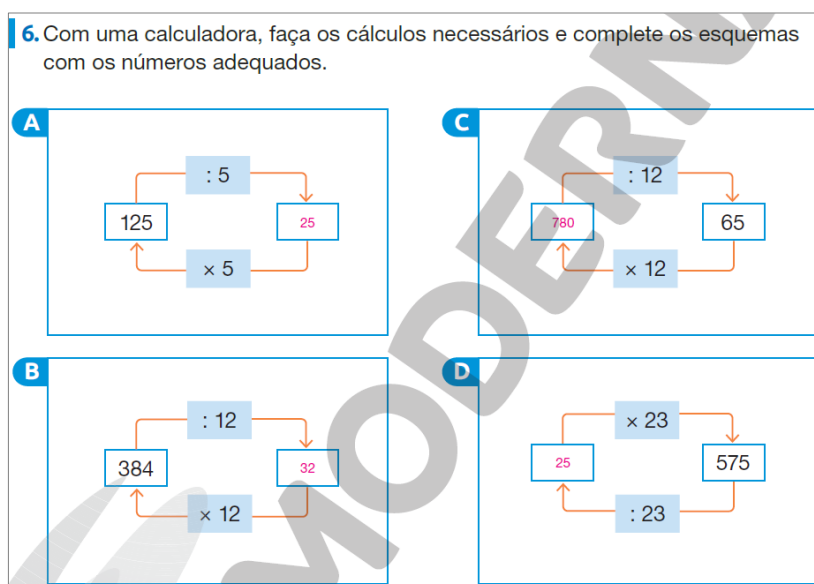 6. Com uma calculadora, faça os cálculos necessários e complete os esquemas
com os números adequados.
A
: 5
125
25
× 5
C
: 12
780
65
× 12
B
: 12
384
32
× 12
D
× 23
25
575
: 23
MODERNA